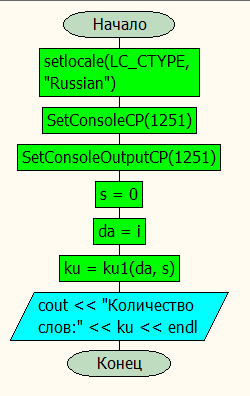 Начало
setlocale(LC_CTYPE,
"Russian")
SetConsoleCP(1251)
SetConsoleOutputCP(1251)
s = 0
da = i
ku = ku1(da, s)
cout << "Количество
слов:" << ku << endl
Конец